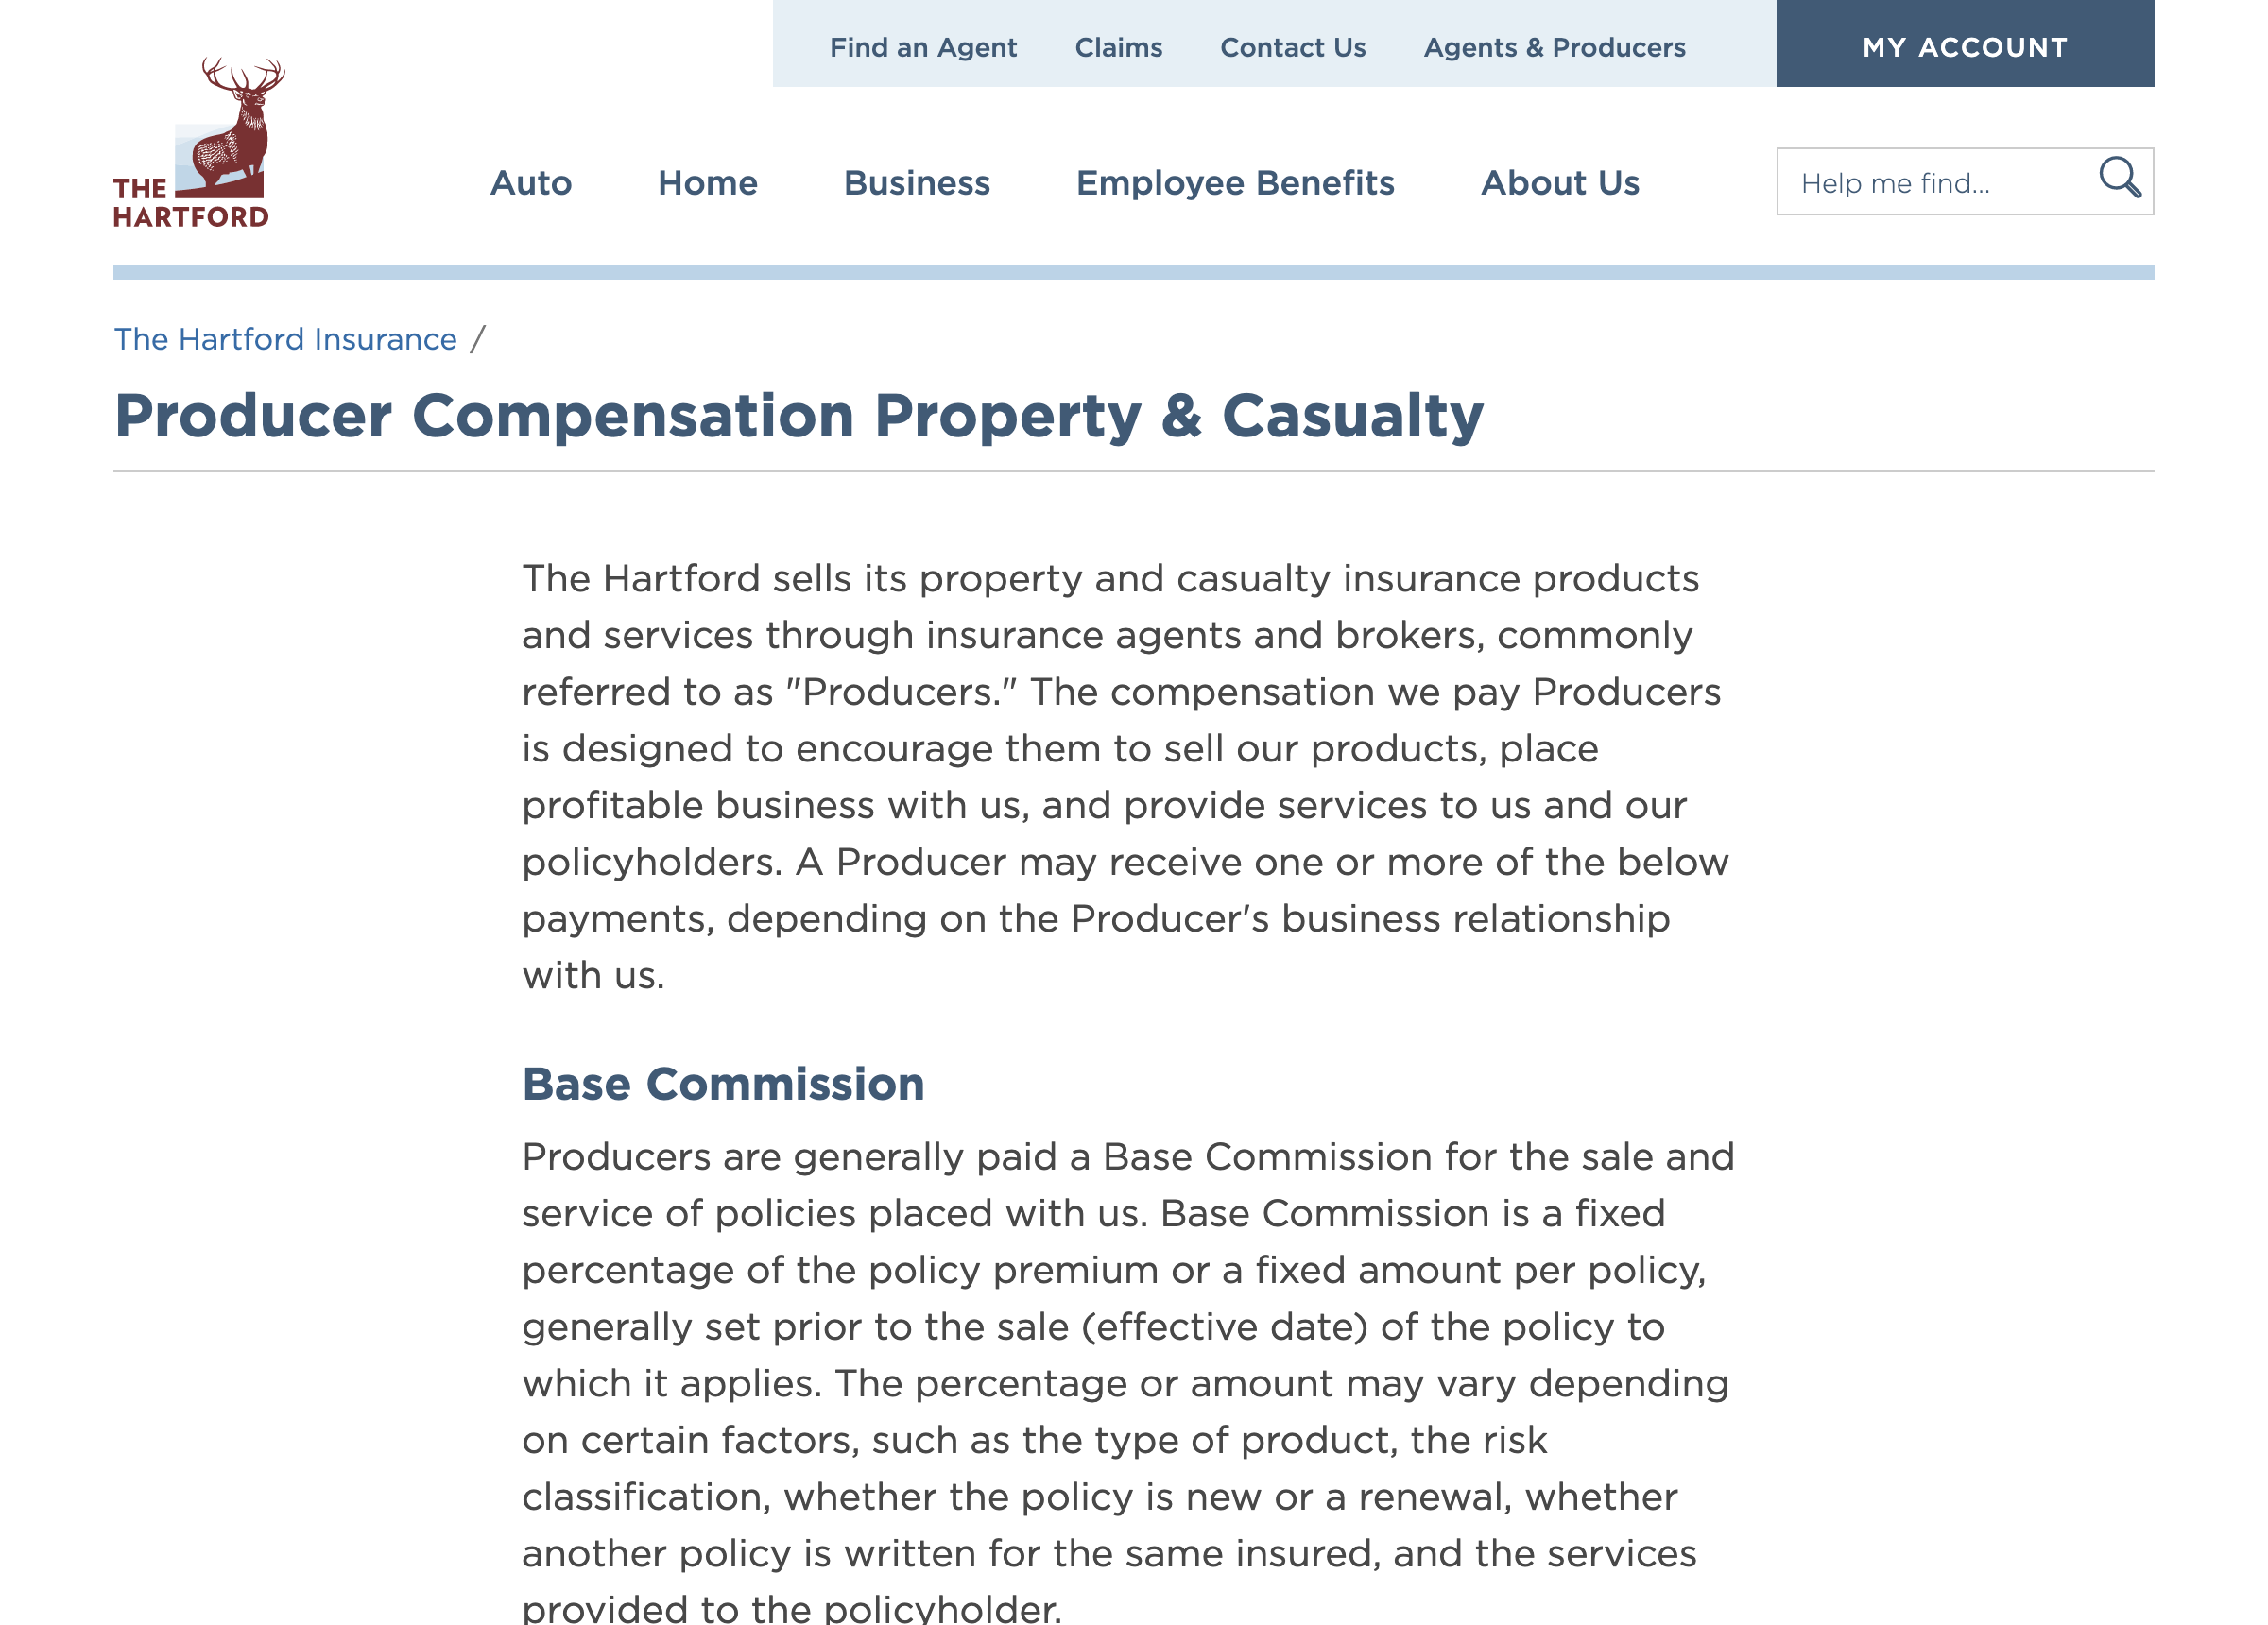 Find an Agent Claims Contact Us Agents & Producers MY ACCOUNT
THE
HARTFORD
Auto Home Business Employee Benefits About Us Help me find...
The Hartford Insurance /
Producer Compensation Property & Casualty
The Hartford sells its property and casualty insurance products
and services through insurance agents and brokers, commonly
referred to as "Producers." The compensation we pay Producers
is designed to encourage them to sell our products, place
profitable business with us, and provide services to us and our
policyholders. A Producer may receive one or more of the below
payments, depending on the Producer's business relationship
with us.
Base Commission
Producers are generally paid a Base Commission for the sale and
service of policies placed with us. Base Commission is a fixed
percentage of the policy premium or a fixed amount per policy,
generally set prior to the sale (effective date) of the policy to
which it applies. The percentage or amount may vary depending
on certain factors, such as the type of product, the risk
classification, whether the policy is new or a renewal, whether
another policy is written for the same insured, and the services
provided to the policyholder.